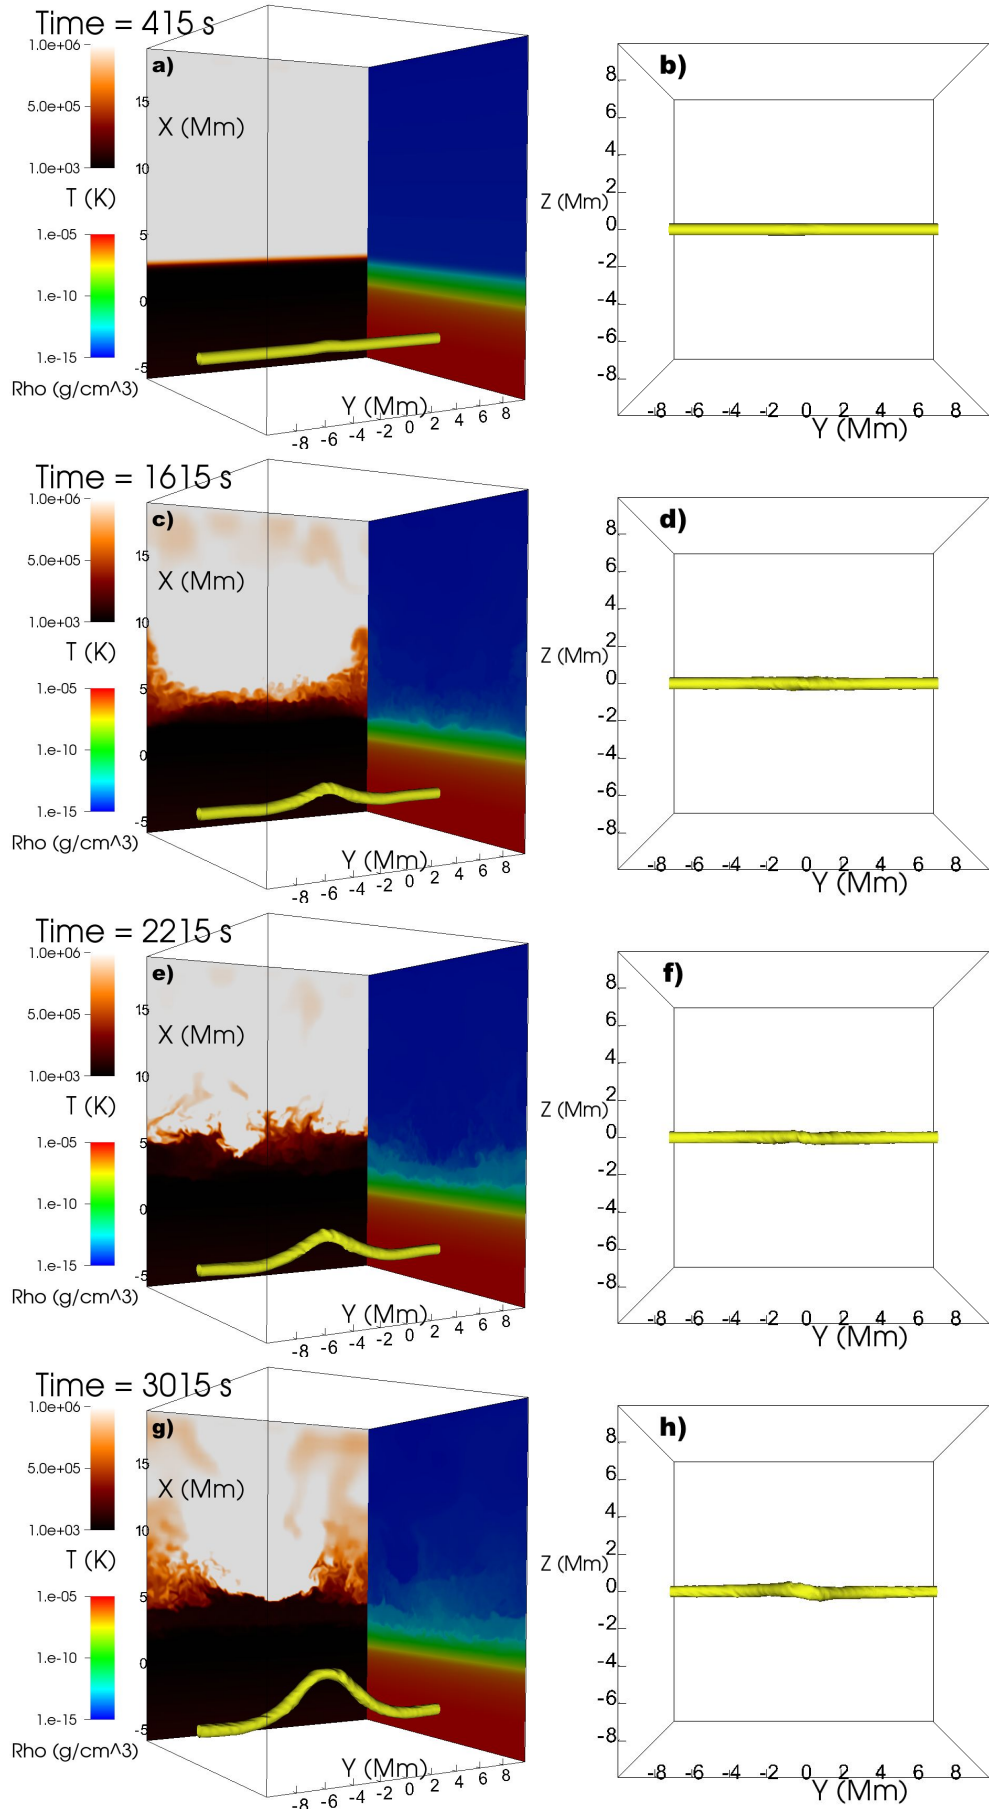 Time = 415 s
1.0e+06
5.0e+05
1.0e+03
T (K)
1.e-05
1.e-10
1.e-15
Rho (g/cm^3)
a)
X (Mm)
15
10
5
0
-5
Y (Mm)
-8 -6 -4 -2 0 2 4 6 8
b)
Z (Mm)
8
6
4
2
0
-2
-4
-6
-8
-8 -6 -4 -2 0 2 4 6 8
Y (Mm)
Time = 1615 s
1.0e+06
5.0e+05
1.0e+03
T (K)
1.e-05
1.e-10
1.e-15
Rho (g/cm^3)
c)
X (Mm)
15
10
5
0
-5
Y (Mm)
-8 -6 -4 -2 0 2 4 6 8
d)
Z (Mm)
8
6
4
2
0
-2
-4
-6
-8
-8 -6 -4 -2 0 2 4 6 8
Y (Mm)
Time = 2215 s
1.0e+06
5.0e+05
1.0e+03
T (K)
1.e-05
1.e-10
1.e-15
Rho (g/cm^3)
e)
X (Mm)
15
10
5
0
-5
Y (Mm)
-8 -6 -4 -2 0 2 4 6 8
f)
Z (Mm)
8
6
4
2
0
-2
-4
-6
-8
-8 -6 -4 -2 0 2 4 6 8
Y (Mm)
Time = 3015 s
1.0e+06
5.0e+05
1.0e+03
T (K)
1.e-05
1.e-10
1.e-15
Rho (g/cm^3)
g)
X (Mm)
15
10
5
0
-5
Y (Mm)
-8 -6 -4 -2 0 2 4 6 8
h)
Z (Mm)
8
6
4
2
0
-2
-4
-6
-8
-8 -6 -4 -2 0 2 4 6 8
Y (Mm)